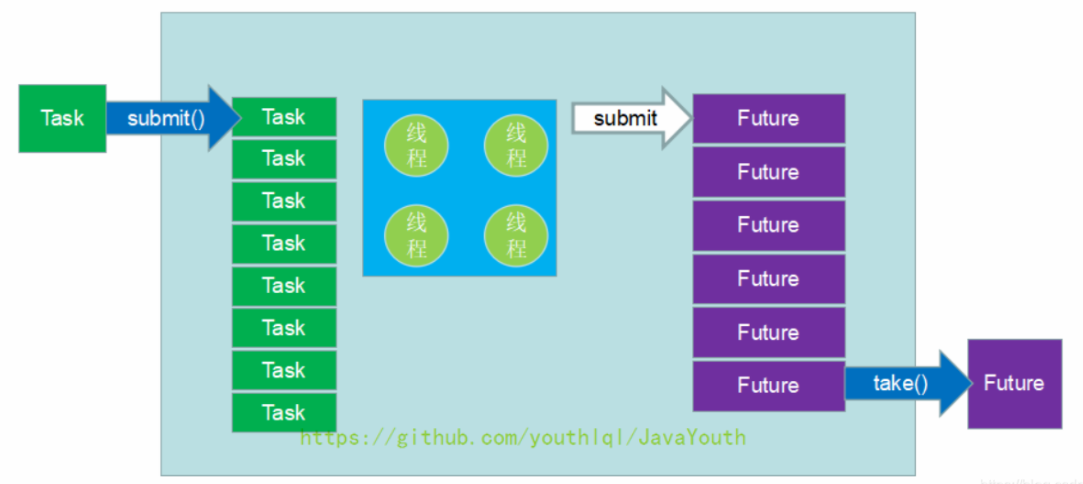 Task
submit()
Task
Task
Task
Task
Task
Task
Task
Task
线
程
线
程
线
程
线
程
submit
Future
Future
Future
Future
Future
Future
take()
Future
https://github.com/youthlql/JavaYouth